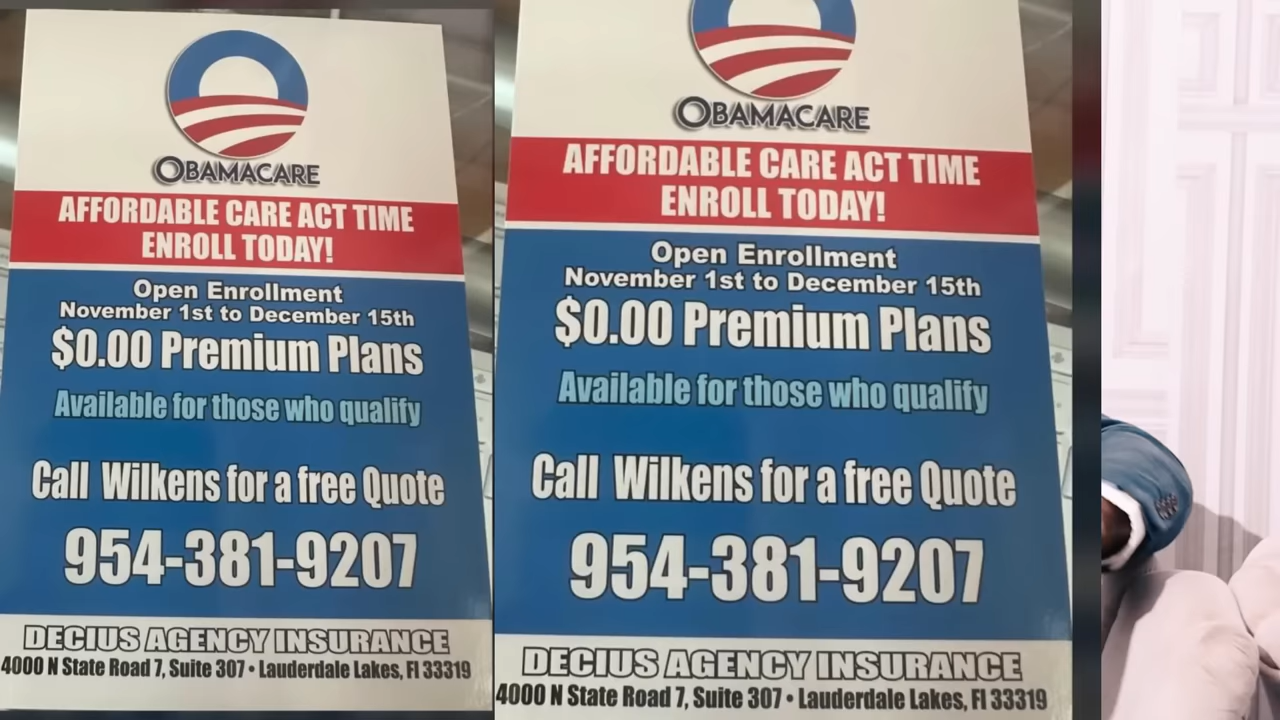 OBAMACARE
AFFORDABLE CARE ACT TIME
ENROLL TODAY!
Open Enrollment
November 1st to December 15th
$0.00 Premium Plans
Available for those who qualify
Call Wilkens for a free Quote
954-381-9207
DECIUS AGENCY INSURANCE
4000 N State Road 7, Suite 307 • Lauderdale Lakes, Fl 33319
OBAMACARE
AFFORDABLE CARE ACT TIME
ENROLL TODAY!
Open Enrollment
November 1st to December 15th
$0.00 Premium Plans
Available for those who qualify
Call Wilkens for a free Quote
954-381-9207
DECIUS AGENCY INSURANCE
4000 N State Road 7, Suite 307 • Lauderdale Lakes, Fl 33319